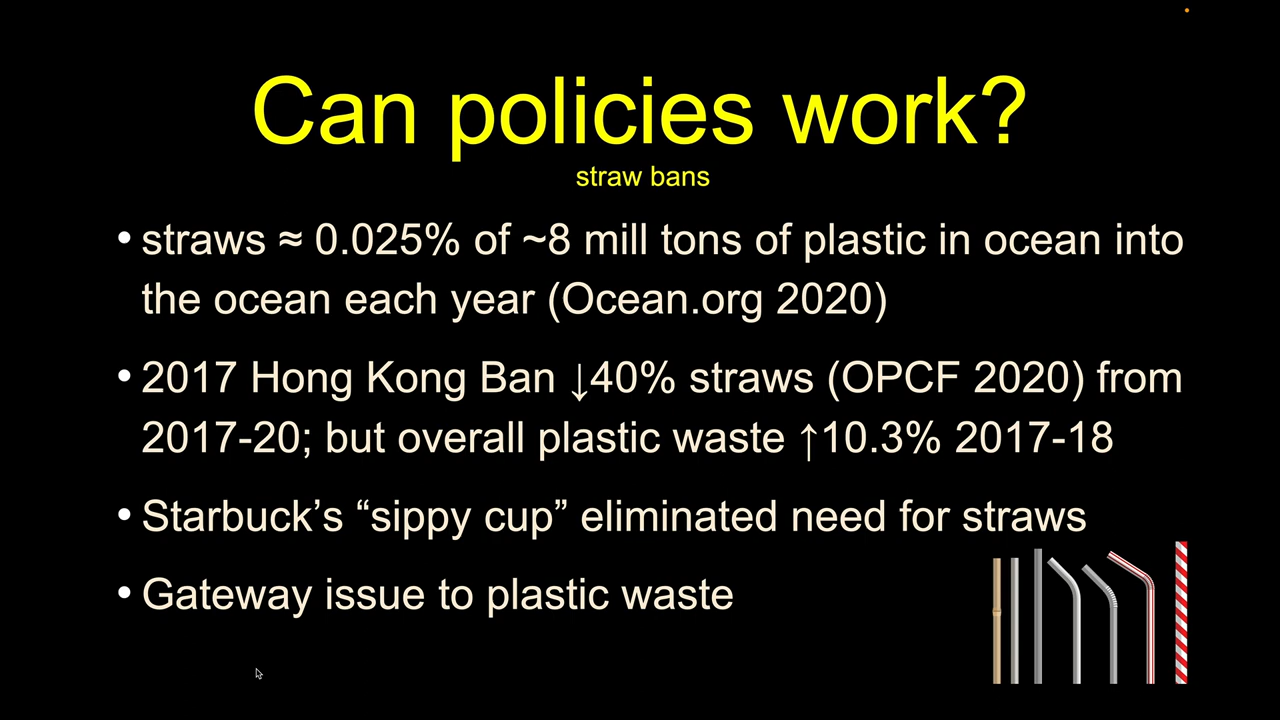 Can policies work?
straw bans
• straws ≈ 0.025% of ~8 mill tons of plastic in ocean into
the ocean each year (Ocean.org 2020)
• 2017 Hong Kong Ban ↓40% straws (OPCF 2020) from
2017-20; but overall plastic waste ↑10.3% 2017-18
• Starbuck’s “sippy cup” eliminated need for straws
• Gateway issue to plastic waste